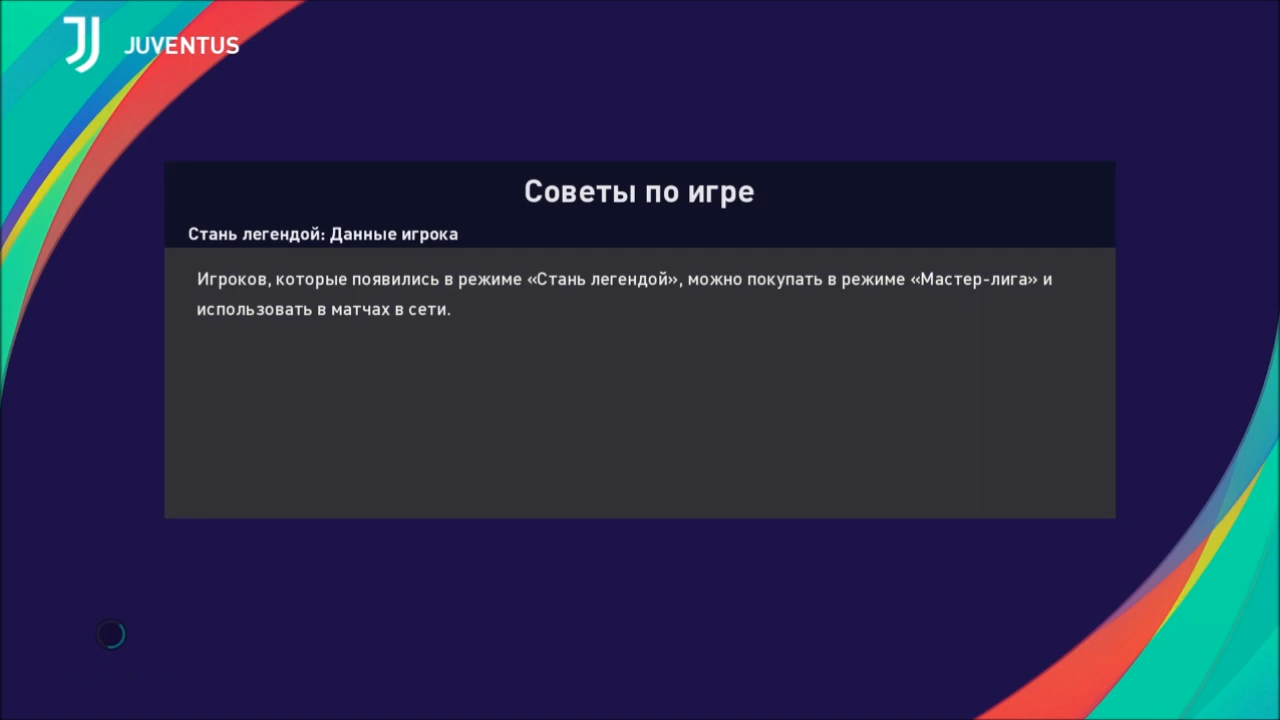 JUVENTUS
Советы по игре
Стань легендой: Данные игрока
Игроков, которые появились в режиме «Стань легендой», можно покупать в режиме «Мастер-лига» и
использовать в матчах в сети.